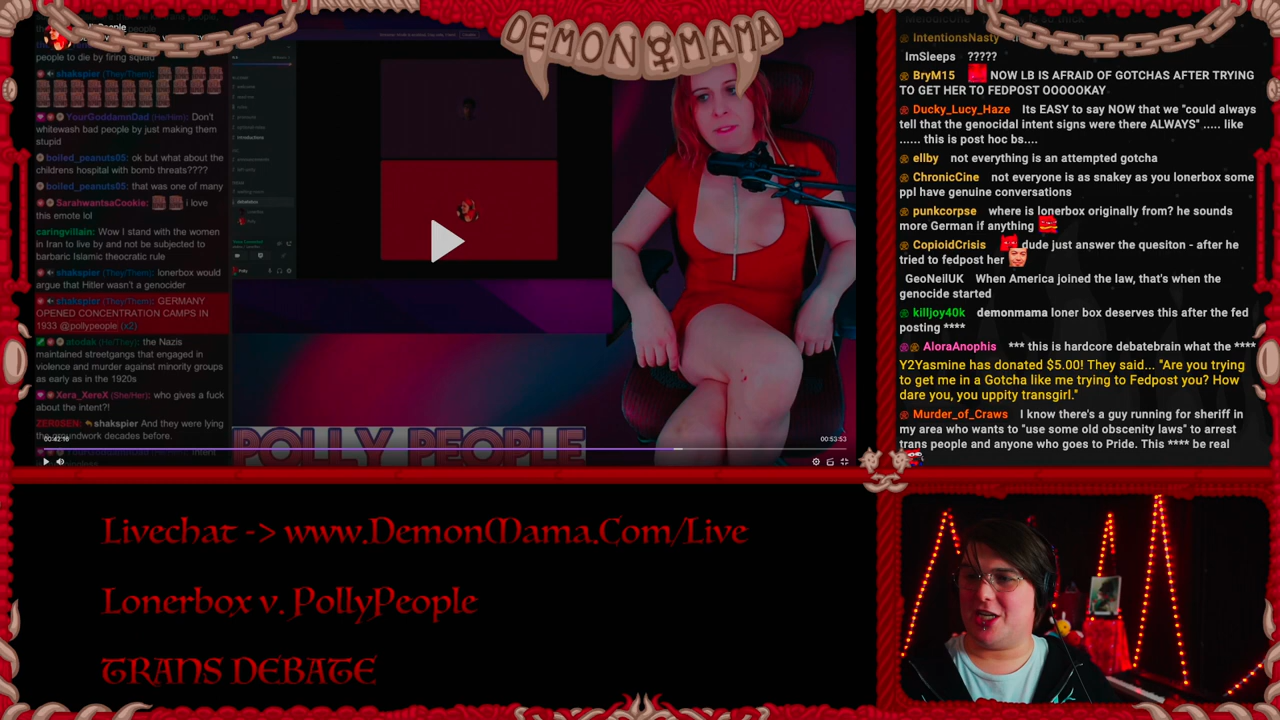 DEMON MAMA
people to die by firing squad
shakspier (They/Them):
YourGoddamnDad (He/Him): Don't
whitewash bad people by just making them
stupid
boiled_peanuts05: ok but what about the
childrens hospital with bomb threats????
boiled_peanuts05: that was one of many
SarahwantsaCookie: i love
this emote lol
caringvillain: Wow I stand with the women
in Iran to live by and not be subjected to
barbaric Islamic theocratic rule
shakspier (They/Them): lonerbox would
argue that Hitler wasn't a genocider
shakspier (They/Them): GERMANY
OPENED CONCENTRATION CAMPS IN
1933 @pollypeople (x2)
atodak (He/They): the Nazis
maintained streetgangs that engaged in
violence and murder against minority groups
as early as in the 1920s
Xera_XereX (She/Her): who gives a fuck
about the intent?!
ZER0SEN: shakspier And they were lying
the groundwork decades before.
00:42:16
00:53:53
POLLY PEOPLE
IntentionsNasty
ImSleeps ?????
BryM15 NOW LB IS AFRAID OF GOTCHAS AFTER TRYING
TO GET HER TO FEDPOST OOOOOKAY
Ducky_Lucy_Haze Its EASY to say NOW that we "could always
tell that the genocidal intent signs were there ALWAYS" ..... like
...... this is post hoc bs....
ellby not everything is an attempted gotcha
ChronicCine not everyone is as snakey as you lonerbox some
ppl have genuine conversations
punkcorpse where is lonerbox originally from? he sounds
more German if anything
CopioidCrisis dude just answer the quesiton - after he
tried to fedpost her
GeoNeilUK When America joined the law, that's when the
genocide started
killjoy40k demonmama loner box deserves this after the fed
posting ****
AloraAnophis *** this is hardcore debatebrain what the ****
Y2Yasmine has donated $5.00! They said... "Are you trying
to get me in a Gotcha like me trying to Fedpost you? How
dare you, you uppity transgirl."
Murder_of_Craws I know there's a guy running for sheriff in
my area who wants to "use some old obscenity laws" to arrest
trans people and anyone who goes to Pride. This **** be real
Livechat -> www.DemonMama.Com/Live
Lonerbox v. PollyPeople
TRANS DEBATE